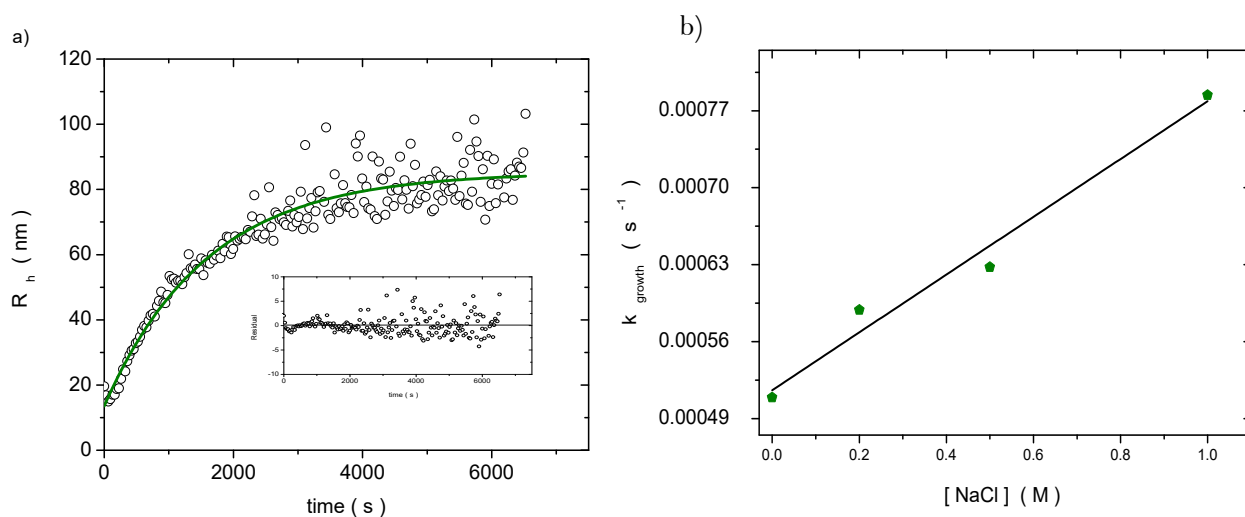 a)
120
100
80
60
40
20
0
R h ( nm )
0 2000 4000 6000
time ( s )
10
5
0
-5
-10
Residual
0 2000 4000 6000
time ( s )
b)
0.00077
0.00070
0.00063
0.00056
0.00049
k growth ( s -1 )
0.0 0.2 0.4 0.6 0.8 1.0
[ NaCl ] ( M )